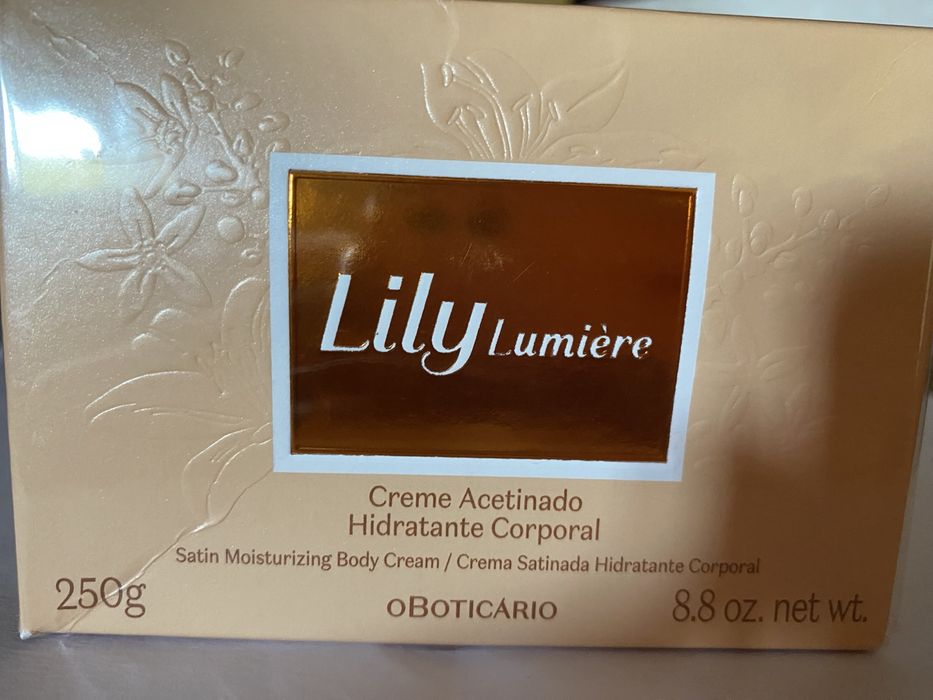 Lily Lumière
Creme Acetinado
Hidratante Corporal
Satin Moisturizing Body Cream / Crema Satinada Hidratante Corporal
250g
oBOTICÁRIO
8.8 oz. net wt.